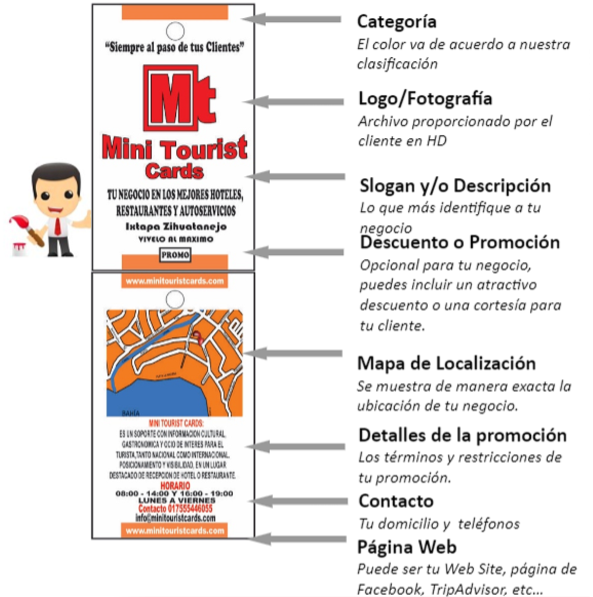 "Siempre al paso de tus Clientes"
Mt
Mini Tourist
Cards
TU NEGOCIO EN LOS MEJORES HOTELES,
RESTAURANTES Y AUTOSERVICIOS
Ixtapa Zihuatanejo
VIVELO AL MAXIMO
PROMO
www.minitouristcards.com
BAHÍA
MINI TOURIST CARDS:
ES UN SOPORTE CON INFORMACION CULTURAL,
GASTRONOMICA Y OCIO DE INTERES PARA EL
TURISTA,TANTO NACIONAL COMO INTERNACIONAL.
POSICIONAMIENTO Y VISIBILIDAD, EN UN LUGAR
DESTACADO DE RECEPCION DE HOTEL O RESTAURANTE.
HORARIO
08:00 - 14:00 Y 16:00 - 19:00
LUNES A VIERNES
Contacto 017555446055
info@minitouristcards.com
www.minitouristcards.com
Categoría
El color va de acuerdo a nuestra
clasificación
Logo/Fotografía
Archivo proporcionado por el
cliente en HD
Slogan y/o Descripción
Lo que más identifique a tu
negocio
Descuento o Promoción
Opcional para tu negocio,
puedes incluir un atractivo
descuento o una cortesía para
tu cliente.
Mapa de Localización
Se muestra de manera exacta la
ubicación de tu negocio.
Detalles de la promoción
Los términos y restricciones de
tu promoción.
Contacto
Tu domicilio y teléfonos
Página Web
Puede ser tu Web Site, página de
Facebook, TripAdvisor, etc...